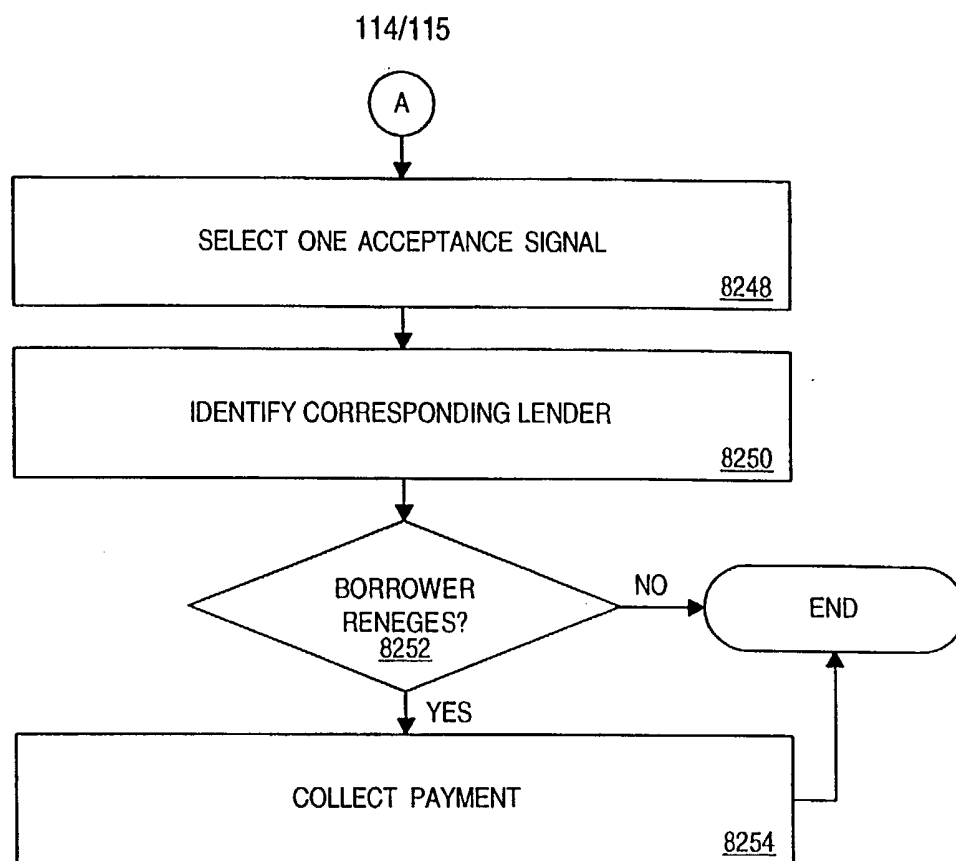 114/115
A
SELECT ONE ACCEPTANCE SIGNAL
8248
IDENTIFY CORRESPONDING LENDER
8250
BORROWER
RENEGES?
8252
NO
END
YES
COLLECT PAYMENT
8254